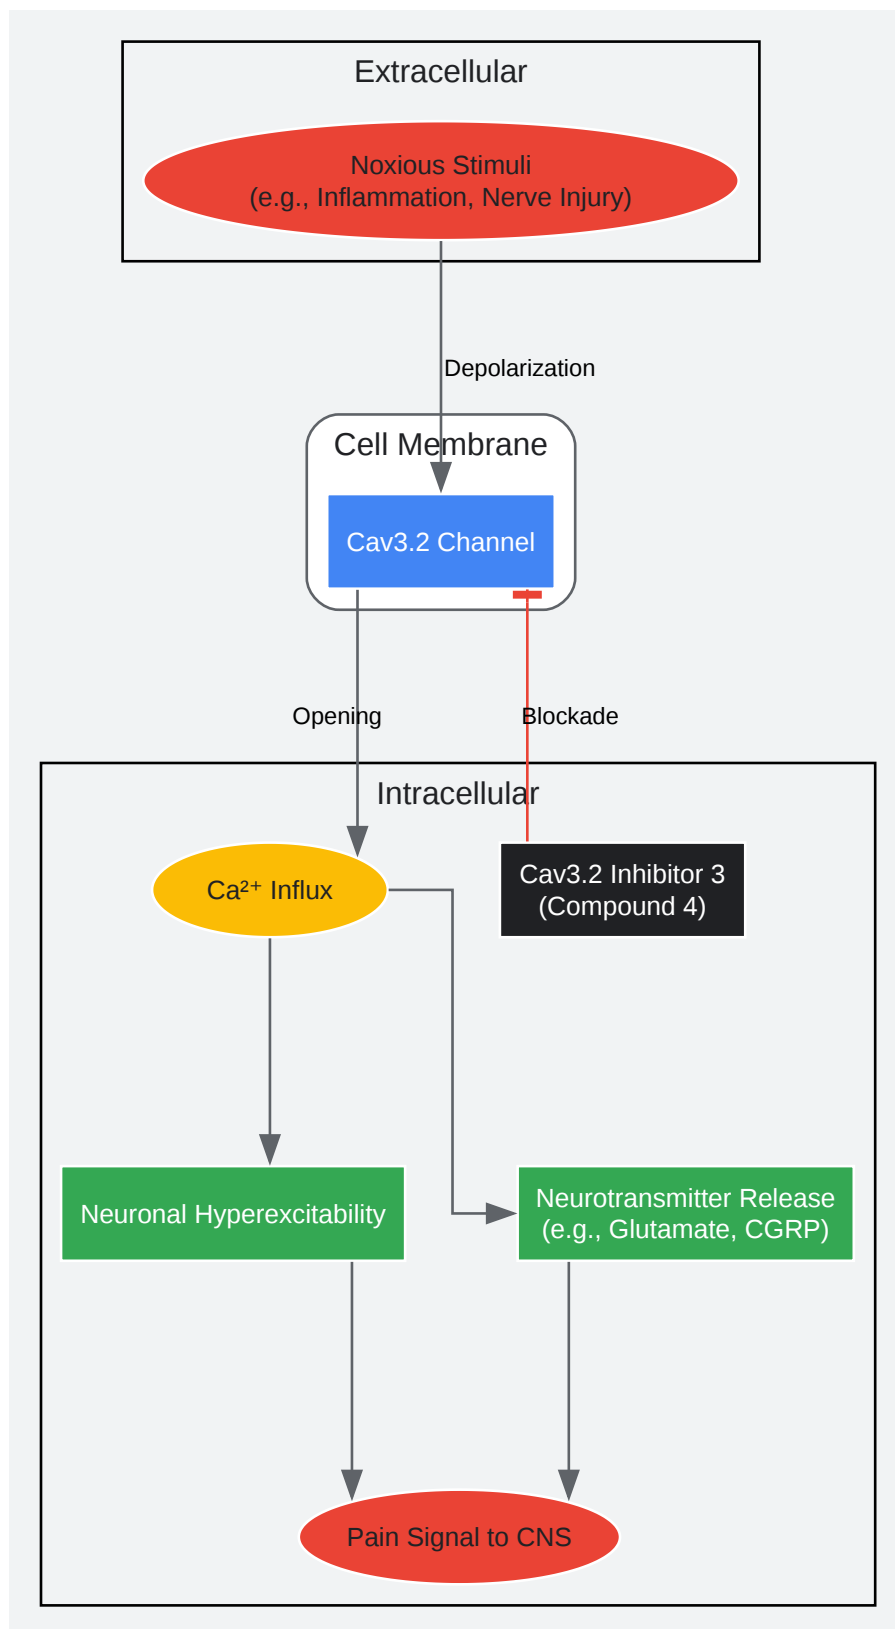 Extracellular
Noxious Stimuli
(e.g., Inflammation, Nerve Injury)
Depolarization
Cell Membrane
Cav3.2 Channel
Opening
Blockade
Intracellular
Ca²⁺ Influx
Cav3.2 Inhibitor 3
(Compound 4)
Neuronal Hyperexcitability
Neurotransmitter Release
(e.g., Glutamate, CGRP)
Pain Signal to CNS